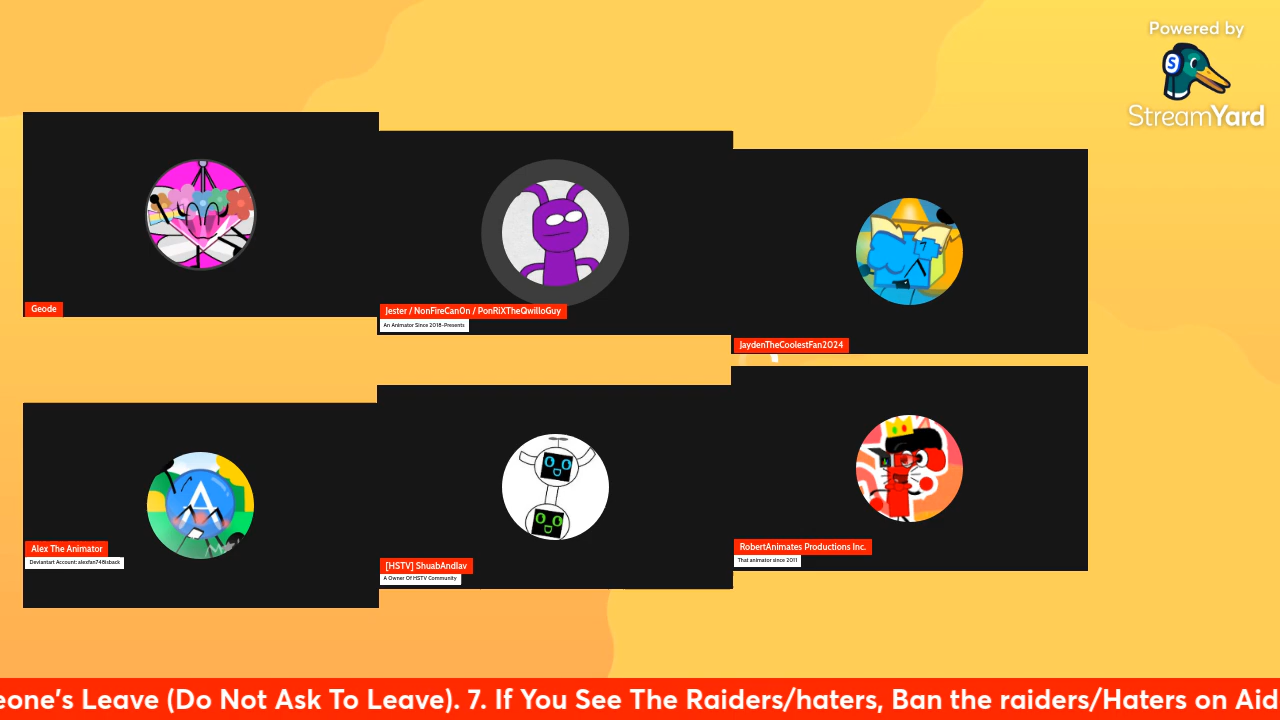 Powered by
StreamYard
Geode
Jester / NonFireCanOn / PonRiXTheQwilloGuy
An Animator Since 2018-Presents
JaydenTheCoolestFan2024
Alex The Animator
Deviantart Account: alexfan748isback
[HSTV] ShuabAndIav
A Owner Of HSTV Community
RobertAnimates Productions Inc.
Thai animator since 2011
eone's Leave (Do Not Ask To Leave). 7. If You See The Raiders/haters, Ban the raiders/Haters on Aid